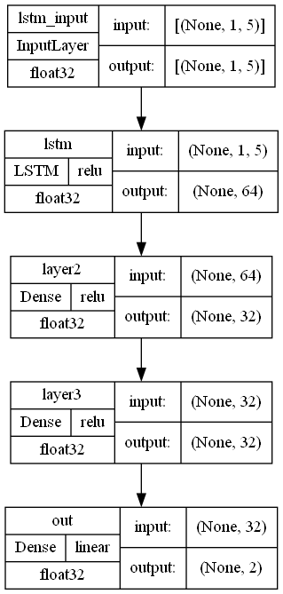 lstm_input input: [(None, 1, 5)]
InputLayer
float32 output: [(None, 1, 5)]
lstm input: (None, 1, 5)
LSTM relu
float32 output: (None, 64)
layer2 input: (None, 64)
Dense relu
float32 output: (None, 32)
layer3 input: (None, 32)
Dense relu
float32 output: (None, 32)
out input: (None, 32)
Dense linear
float32 output: (None, 2)